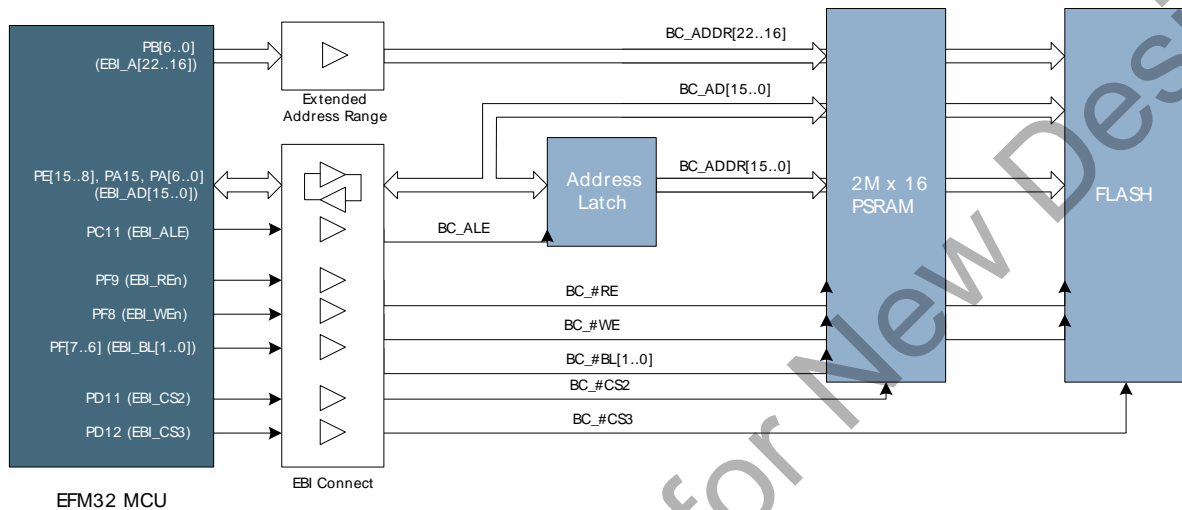 PB[6..0]
(EBI_A[22..16])
Extended
Address Range
BC_ADDR[22..16]
BC_AD[15..0]
PE[15..8], PA15, PA[6..0]
(EBI_AD[15..0])
Address
Latch
BC_ADDR[15..0]
2M x 16
PSRAM
FLASH
PC11 (EBI_ALE)
BC_ALE
PF9 (EBI_REn)
BC_#RE
PF8 (EBI_WEn)
BC_#WE
PF[7..6] (EBI_BL[1..0])
BC_#BL[1..0]
PD11 (EBI_CS2)
BC_#CS2
PD12 (EBI_CS3)
BC_#CS3
EBI Connect
EFM32 MCU
for New Desi